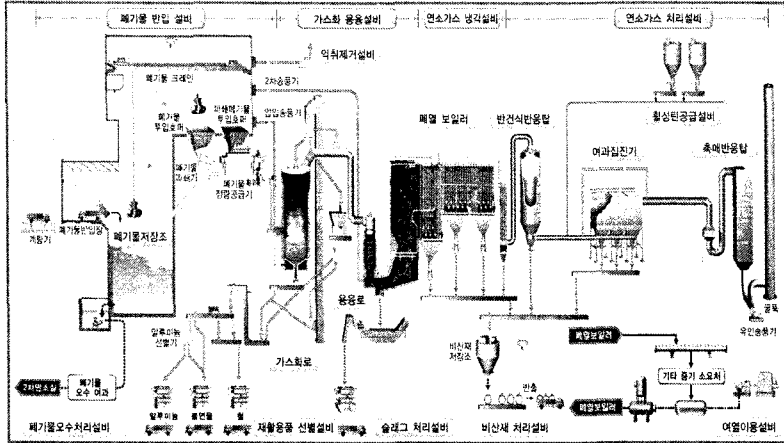 폐기물 반입 설비
가스화 용융설비
연소가스 냉각설비
연소가스 처리설비
악취제거설비
폐기물 크레인
2차송풍기
압입송풍기
폐기물
투입호퍼
파쇄폐기물
투입호퍼
폐기물
파쇄기
폐기물
정량공급기
폐열 보일러
반건식반응탑
활성탄공급설비
여과집진기
촉매반응탑
계량기
폐기물반입장
폐기물저장조
용융로
가스화로
알루미늄
선별기
비산재
저장조
반출
굴뚝
유인송풍기
폐열보일러
기타 증기 소요처
폐열보일러
2차연소실
폐기물
오수 여과
알루미늄
불연물
철
폐기물오수처리설비
재활용품 선별설비
슬래그 처리설비
비산재 처리설비
여열이용설비